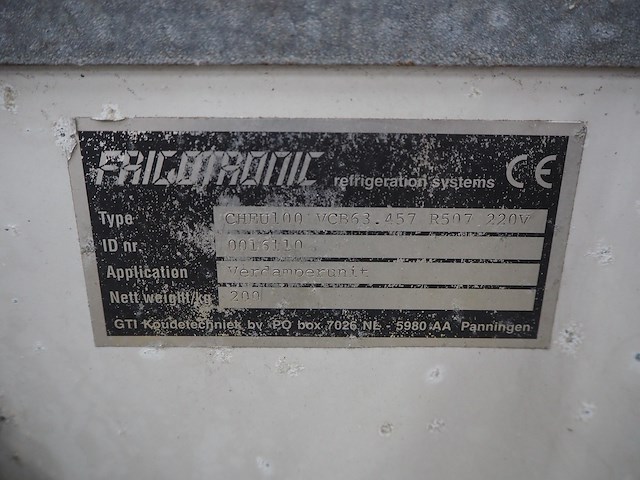 FRIGOTRONIC refrigeration systems CE
Type CHEU100 VCB63.457 R507 220V
ID nr. 0016110
Application Verdamperunit
Nett weight/kg 200
GTI Koudetechniek bv PO box 7026 NL - 5980 AA Panningen